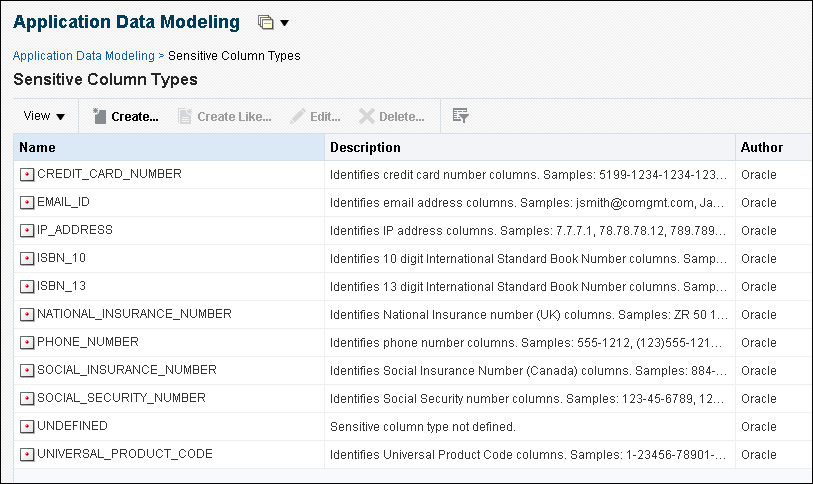 Application Data Modeling
Application Data Modeling > Sensitive Column Types
Sensitive Column Types
View Create... Create Like... Edit... Delete...
Name Description Author
CREDIT_CARD_NUMBER Identifies credit card number columns. Samples: 5199-1234-1234-123... Oracle
EMAIL_ID Identifies email address columns. Samples: jsmith@comgmt.com, Ja... Oracle
IP_ADDRESS Identifies IP address columns. Samples: 7.7.7.1, 78.78.78.12, 789.789... Oracle
ISBN_10 Identifies 10 digit International Standard Book Number columns. Samp... Oracle
ISBN_13 Identifies 13 digit International Standard Book Number columns. Samp... Oracle
NATIONAL_INSURANCE_NUMBER Identifies National Insurance number (UK) columns. Samples: ZR 50 1... Oracle
PHONE_NUMBER Identifies phone number columns. Samples: 555-1212, (123)555-121... Oracle
SOCIAL_INSURANCE_NUMBER Identifies Social Insurance Number (Canada) columns. Samples: 884-... Oracle
SOCIAL_SECURITY_NUMBER Identifies Social Security number columns. Samples: 123-45-6789, 12... Oracle
UNDEFINED Sensitive column type not defined. Oracle
UNIVERSAL_PRODUCT_CODE Identifies Universal Product Code columns. Samples: 1-23456-78901-... Oracle